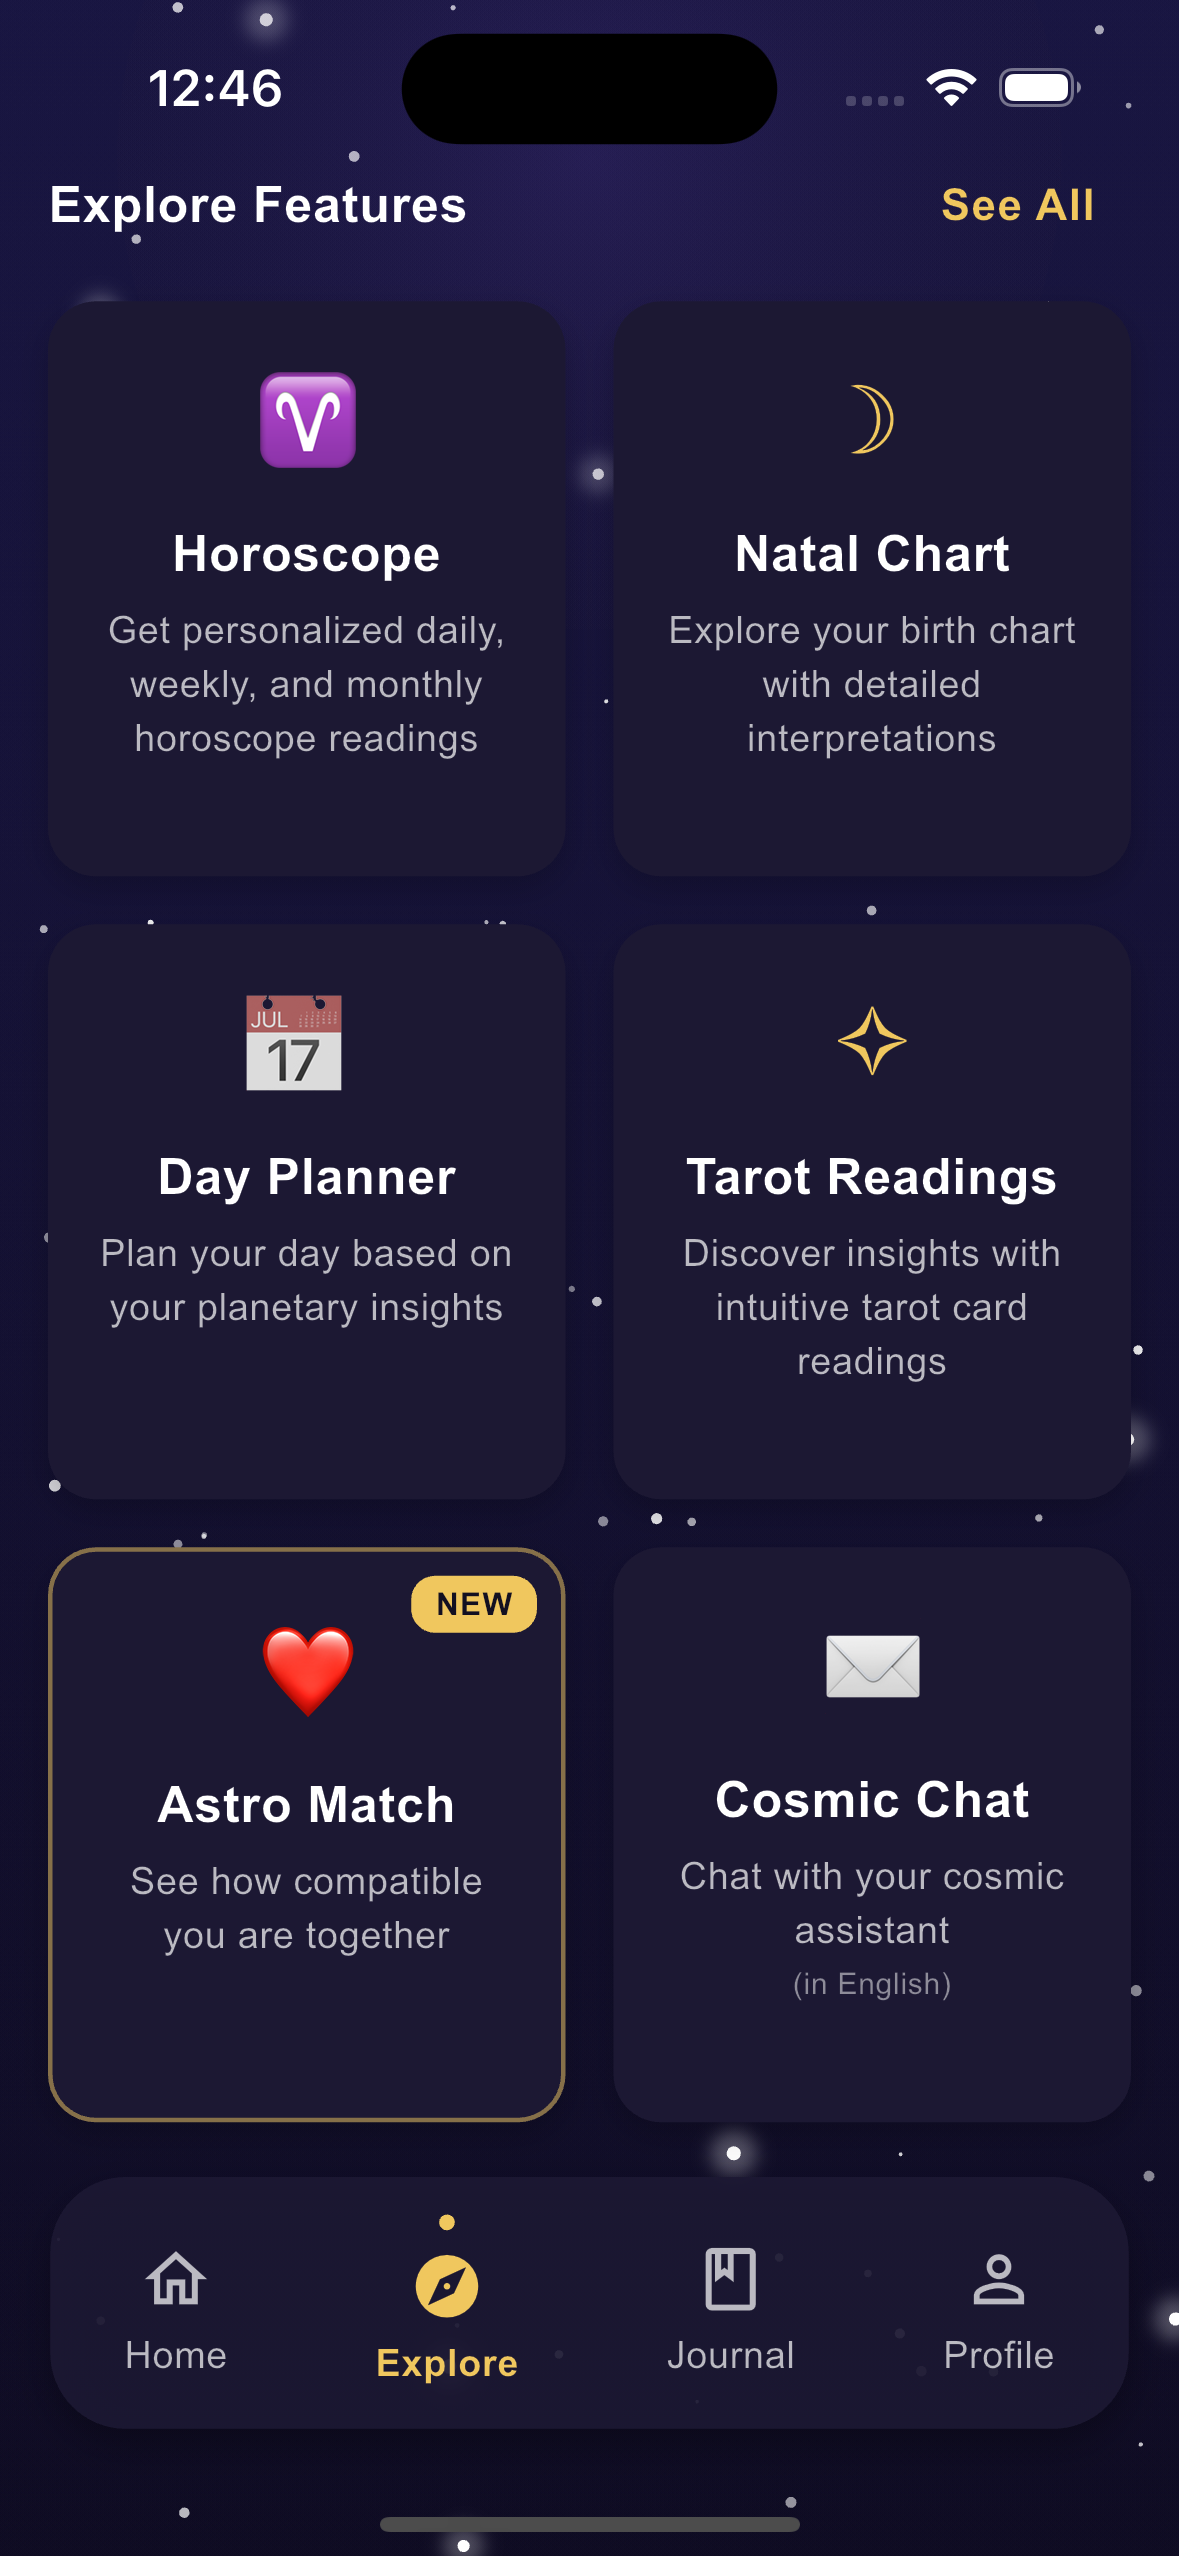 12:46
Explore Features
See All
Horoscope
Get personalized daily,
weekly, and monthly
horoscope readings
Natal Chart
Explore your birth chart
with detailed
interpretations
JUL
17
Day Planner
Plan your day based on
your planetary insights
Tarot Readings
Discover insights with
intuitive tarot card
readings
NEW
Astro Match
See how compatible
you are together
Cosmic Chat
Chat with your cosmic
assistant
(in English)
Home
Explore
Journal
Profile